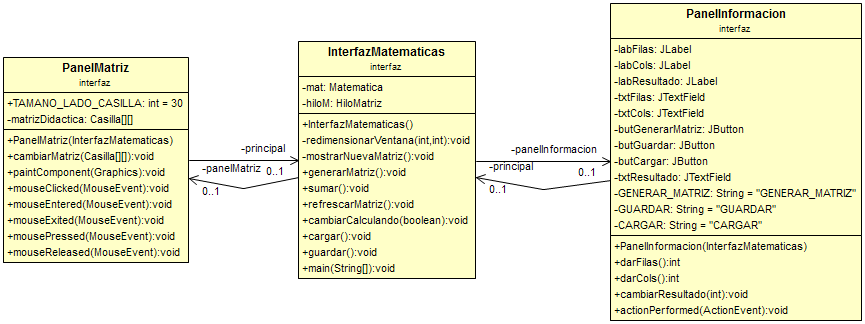 PanelMatriz
interfaz
+TAMANO_LADO_CASILLA: int = 30
-matrizDidactica: Casilla[][]
+PanelMatriz(InterfazMatematicas)
+cambiarMatriz(Casilla[][]):void
+paintComponent(Graphics):void
+mouseClicked(MouseEvent):void
+mouseEntered(MouseEvent):void
+mouseExited(MouseEvent):void
+mousePressed(MouseEvent):void
+mouseReleased(MouseEvent):void
-principal
0..1
-panelMatriz
0..1
InterfazMatematicas
interfaz
-mat: Matematica
-hiloM: HiloMatriz
+InterfazMatematicas()
-redimensionarVentana(int,int):void
-mostrarNuevaMatriz():void
+generarMatriz():void
+sumar():void
+refrescarMatriz():void
+cambiarCalculando(boolean):void
+cargar():void
+guardar():void
+main(String[]):void
-panelInformacion
0..1
-principal
0..1
PanelInformacion
interfaz
-labFilas: JLabel
-labCols: JLabel
-labResultado: JLabel
-txtFilas: JTextField
-txtCols: JTextField
-butGenerarMatriz: JButton
-butGuardar: JButton
-butCargar: JButton
-txtResultado: JTextField
-GENERAR_MATRIZ: String = "GENERAR_MATRIZ"
-GUARDAR: String = "GUARDAR"
-CARGAR: String = "CARGAR"
+PanelInformacion(InterfazMatematicas)
+darFilas():int
+darCols():int
+cambiarResultado(int):void
+actionPerformed(ActionEvent):void